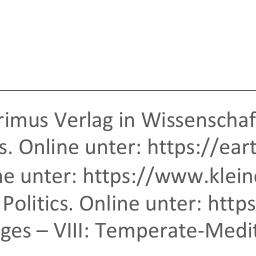 rimus Verlag in Wissenschaf
s. Online unter: https://eart
ne unter: https://www.klein
Politics. Online unter: https
ges – VIII: Temperate-Medit